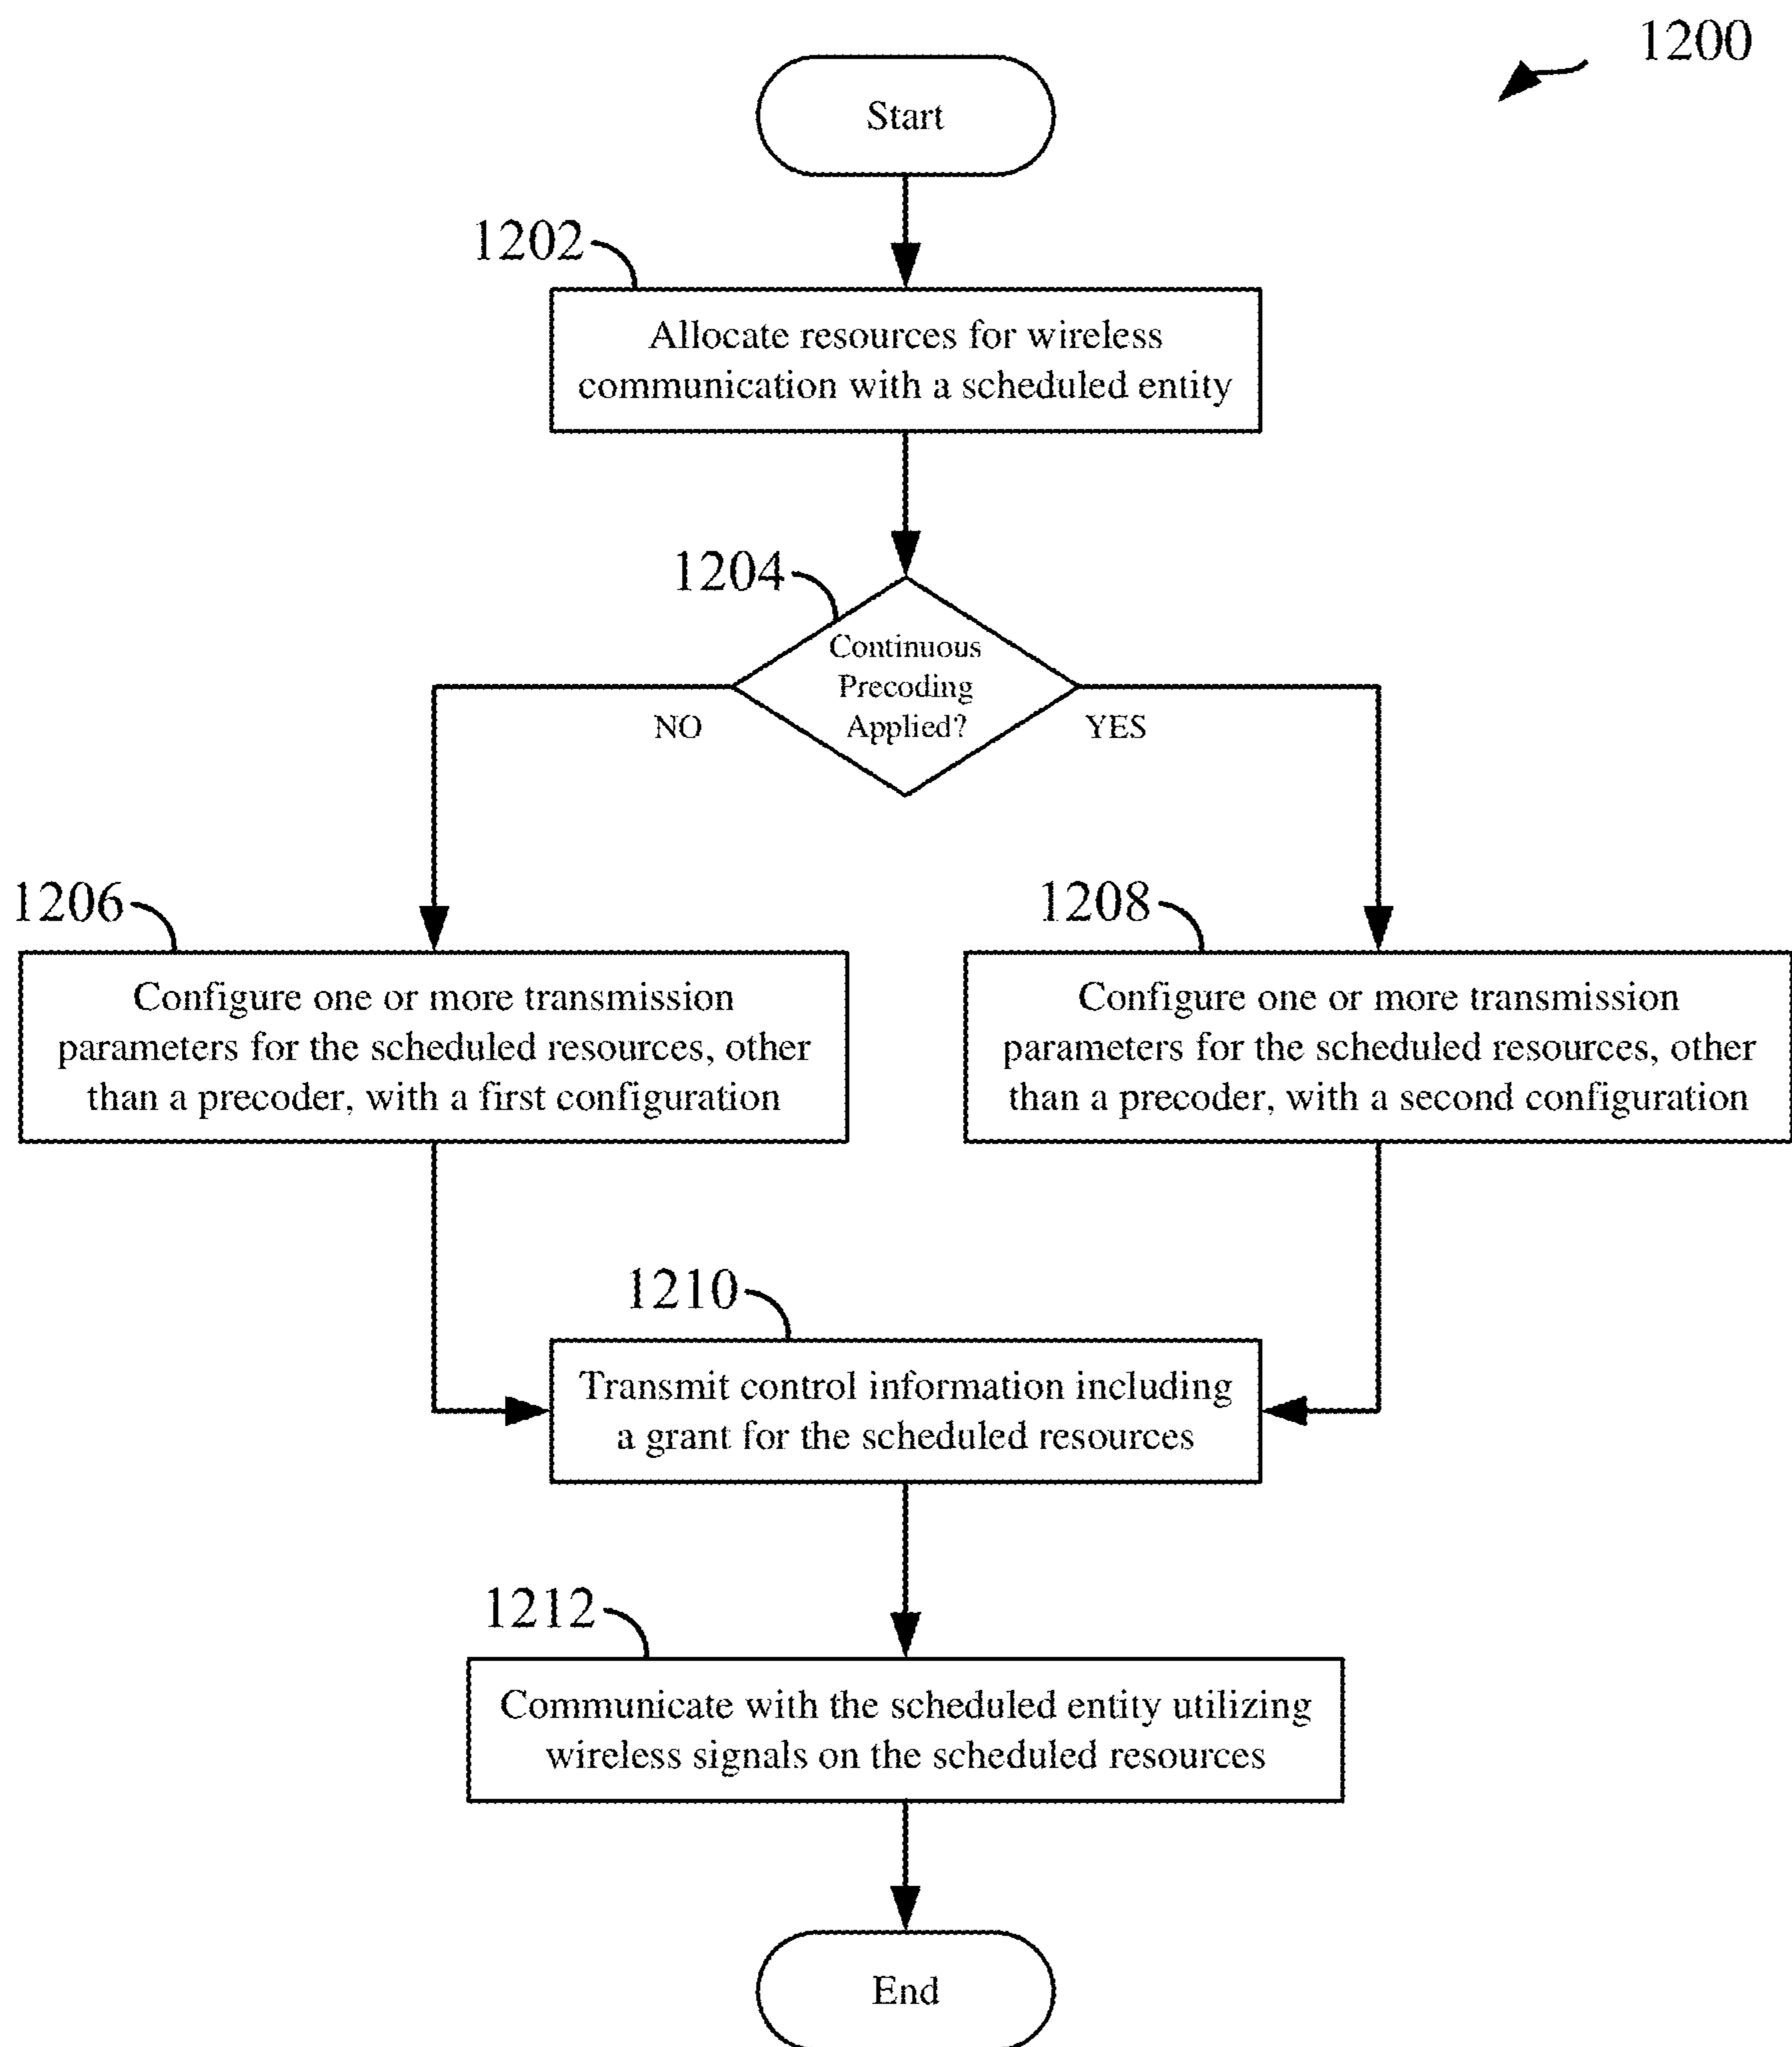 1200
Start
1202
Allocate resources for wireless
communication with a scheduled entity
1204
Continuous
Precoding
Applied?
NO
YES
1206
Configure one or more transmission
parameters for the scheduled resources, other
than a precoder, with a first configuration
1208
Configure one or more transmission
parameters for the scheduled resources, other
than a precoder, with a second configuration
1210
Transmit control information including
a grant for the scheduled resources
1212
Communicate with the scheduled entity utilizing
wireless signals on the scheduled resources
End